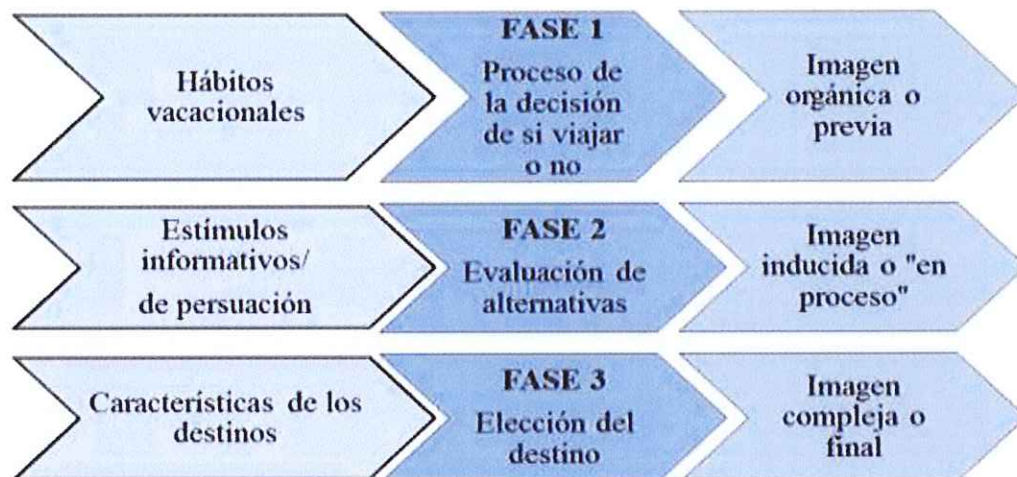 Hábitos
vacacionales
FASE 1
Proceso de
la decisión
de si viajar
o no
Imagen
orgánica o
previa
Estímulos
informativos/
de persuación
FASE 2
Evaluación de
alternativas
Imagen
inducida o "en
proceso"
Características de los
destinos
FASE 3
Elección del
destino
Imagen
compleja o
final